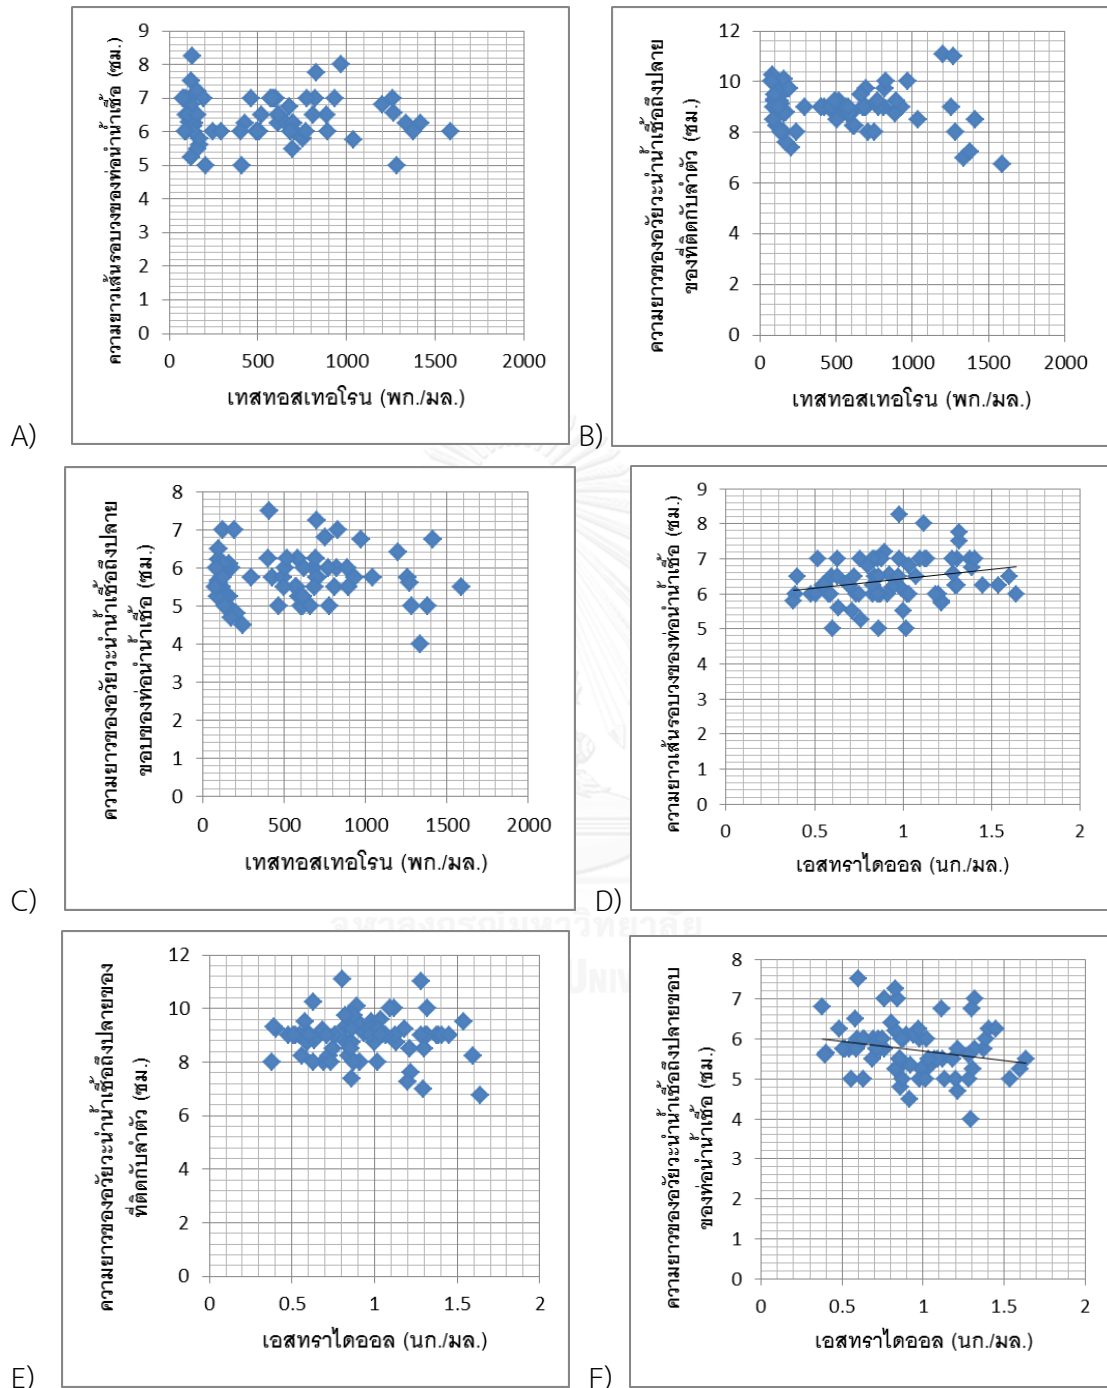 ความยาวเส้นรอบวงของท่อนำน้ำเชื้อ (ซม.)
9
8
7
6
5
4
3
2
1
0
0 500 1000 1500 2000
เทสทอสเทอโรน (พก./มล.)
A)
ความยาวของอวัยวะนำน้ำเชื้อถึงปลาย
ของที่ติดกับลำตัว (ซม.)
12
10
8
6
4
2
0
0 500 1000 1500 2000
เทสทอสเทอโรน (พก./มล.)
B)
ความยาวของอวัยวะนำน้ำเชื้อถึงปลาย
ขอบของท่อนำน้ำเชื้อ (ซม.)
8
7
6
5
4
3
2
1
0
0 500 1000 1500 2000
เทสทอสเทอโรน (พก./มล.)
C)
ความยาวเส้นรอบวงของท่อนำน้ำเชื้อ (ซม.)
9
8
7
6
5
4
3
2
1
0
0 0.5 1 1.5 2
เอสทราไดออล (นก./มล.)
D)
จุฬาลงกรณ์มหาวิทยาลัย
ความยาวของอวัยวะนำน้ำเชื้อถึงปลายของ
ที่ติดกับลำตัว (ซม.)
12
10
8
6
4
2
0
0 0.5 1 1.5 2
เอสทราไดออล (นก./มล.)
E)
ความยาวของอวัยวะนำน้ำเชื้อถึงปลายขอบ
ของท่อนำน้ำเชื้อ (ซม.)
8
7
6
5
4
3
2
1
0
0 0.5 1 1.5 2
เอสทราไดออล (นก./มล.)
F)